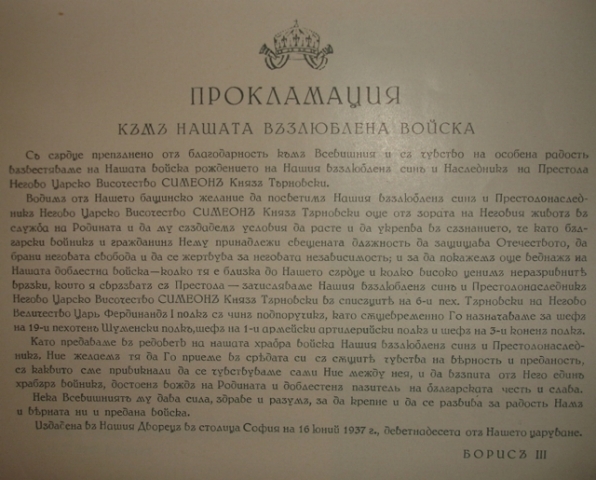 ПРОКЛАМАЦИЯ
КЪМЪ НАШАТА ВЪЗЛЮБЛЕНА ВОЙСКА
Съ сърдце препълнено отъ благодарность къмъ Всевишния и съ чувство на особена радость
възвестяваме на Нашата войска рождението на Нашия възлюбленъ синъ и Наследникъ на Престола
Негово Царско Височество СИМЕОНЪ Князъ Търновски.
Водимъ отъ Нашето бащинско желание да посветимъ Нашия възлюбленъ синъ и Престолонаслед-
никъ Негово Царско Височество СИМЕОНЪ Князъ Търновски още отъ зората на Неговия животъ въ
служба на Родината и да му създадемъ условия да расте и да укрепва въ съзнанието, че като бъл-
гарски войникъ и гражданинъ Нему принадлежи свещената длъжность да защищава Отечеството, да
брани неговата свобода и да се жертвува за неговата независимость; и за да покажемъ още веднажъ на
Нашата доблестна войска—колко тя е близка до Нашето сърдце и колко високо ценимъ неразривнитѣ
връзки, които я свързватъ съ Престола — зачисляваме Нашия възлюбленъ синъ и Престолонаследникъ
Негово Царско Височество СИМЕОНЪ Князъ Търновски въ списъцитѣ на 6-и пех. Търновски на Негово
Величество Царь Фердинандъ I полкъ съ чинъ подпоручикъ, като същевременно Го назначаваме за шефъ
на 19-и пехотенъ Шуменски полкъ, шефъ на 1-и армейски артилерийски полкъ и шефъ на 3-и коненъ полкъ.
Като предаваме въ редоветѣ на нашата храбра войска Нашия възлюбленъ синъ и Престолонаслед-
никъ, Ние желаемъ тя да Го приеме въ срѣдата си съ същитѣ чувства на вѣрность и преданость,
съ каквито сме привикнали да се чувствуваме сами Ние между нея, и да възпита отъ Него единъ
храбъръ войникъ, достоенъ вождъ на Родината и доблестенъ пазитель на българската честь и слава.
Нека Всевишниятъ му дава сила, здраве и разумъ, за да крепне и да се развива за радость Намъ
и вѣрната ни и предана войска.
Издадена въ Нашия Дворецъ въ столица София на 16 юний 1937 г., деветнадесета отъ Нашето царуване.
БОРИСЪ III